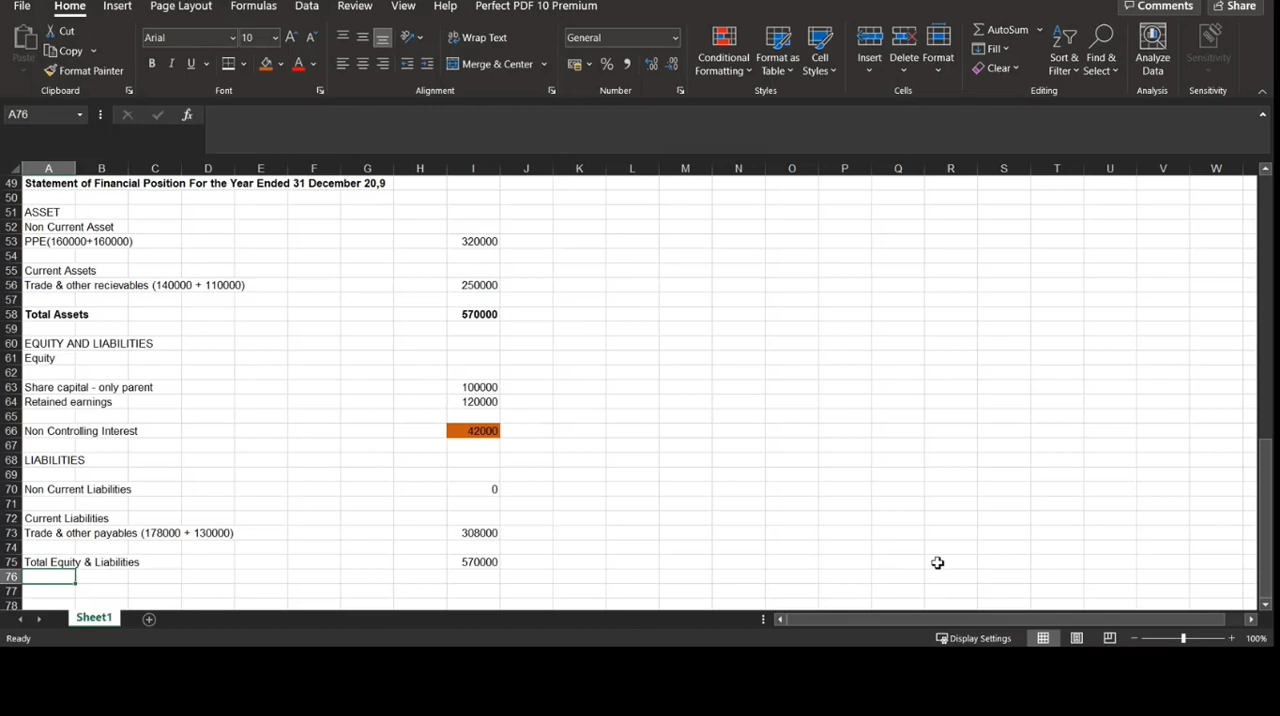 File Home Insert Page Layout Formulas Data Review View Help Perfect PDF 10 Premium Comments Share
Cut
Copy
Format Painter
Paste
Arial 10 A A
B I U A
Wrap Text
Merge & Center
General
% ,
Conditional Formatting
Format as Table
Cell Styles
Insert Delete Format
AutoSum
Fill
Clear
Sort & Filter
Find & Select
Analyze Data
Sensitivity
Clipboard Font Alignment Number Styles Cells Editing Analysis Sensitivity
A76 fx
A B C D E F G H I J K L M N O P Q R S T U V W
49 Statement of Financial Position For the Year Ended 31 December 20,9
50
51 ASSET
52 Non Current Asset
53 PPE(160000+160000) 320000
54
55 Current Assets
56 Trade & other recievables (140000 + 110000) 250000
57
58 Total Assets 570000
59
60 EQUITY AND LIABILITIES
61 Equity
62
63 Share capital - only parent 100000
64 Retained earnings 120000
65
66 Non Controlling Interest 42000
67
68 LIABILITIES
69
70 Non Current Liabilities 0
71
72 Current Liabilities
73 Trade & other payables (178000 + 130000) 308000
74
75 Total Equity & Liabilities 570000
76
77
78
Sheet1
Ready Display Settings 100%